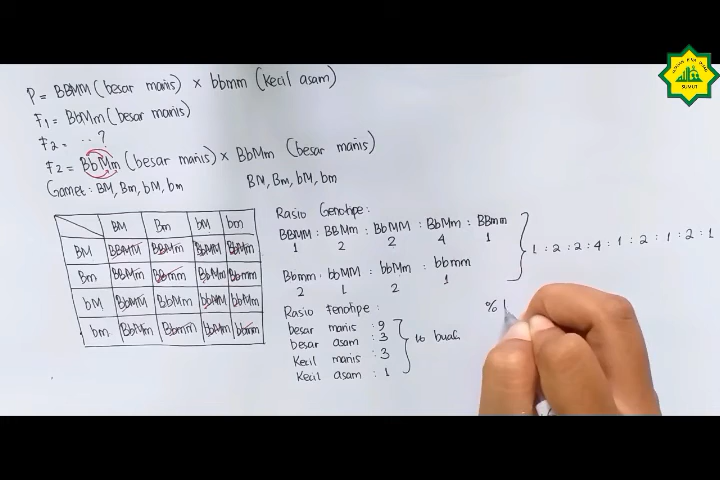 P = BBMM (besar manis) × bbmm (kecil asam)
F1 = BbMm (besar manis)
F2 = .. ?
F2 = BbMm (besar manis) × BbMm (besar manis)
Gamet : BM, Bm, bM, bm BM, Bm, bM, bm
BM Bm bM bm
BM BBMM BBMm BbMM BbMm
Bm BBMm BBmm BbMm Bbmm
bM BbMM BbMm bbMM bbMm
bm BbMm Bbmm bbMm bbmm
Rasio Genotipe :
BBMM : BBMm : BbMM : BbMm : BBmm
1 2 2 4 1
Bbmm : bbMM : bbMm : bbmm
2 1 2 1
1 : 2 : 2 : 4 : 1 : 2 : 1 : 2 : 1
Rasio fenotipe :
besar manis : 9
besar asam : 3
Kecil manis : 3
Kecil asam : 1
16 buah
%
SUMUT